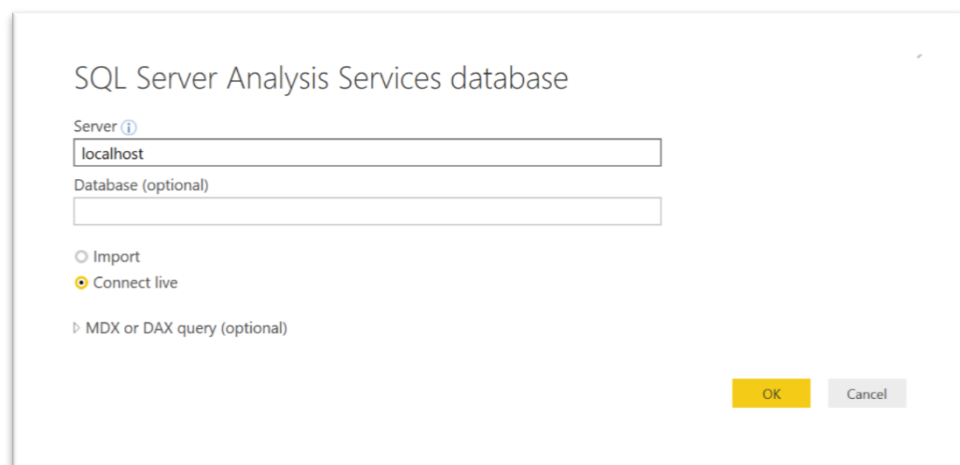 SQL Server Analysis Services database
Server
localhost
Database (optional)
Import
Connect live
MDX or DAX query (optional)
OK Cancel